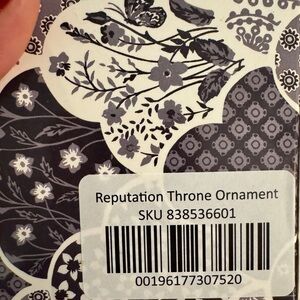 Reputation Throne Ornament
SKU 838536601
00196177307520